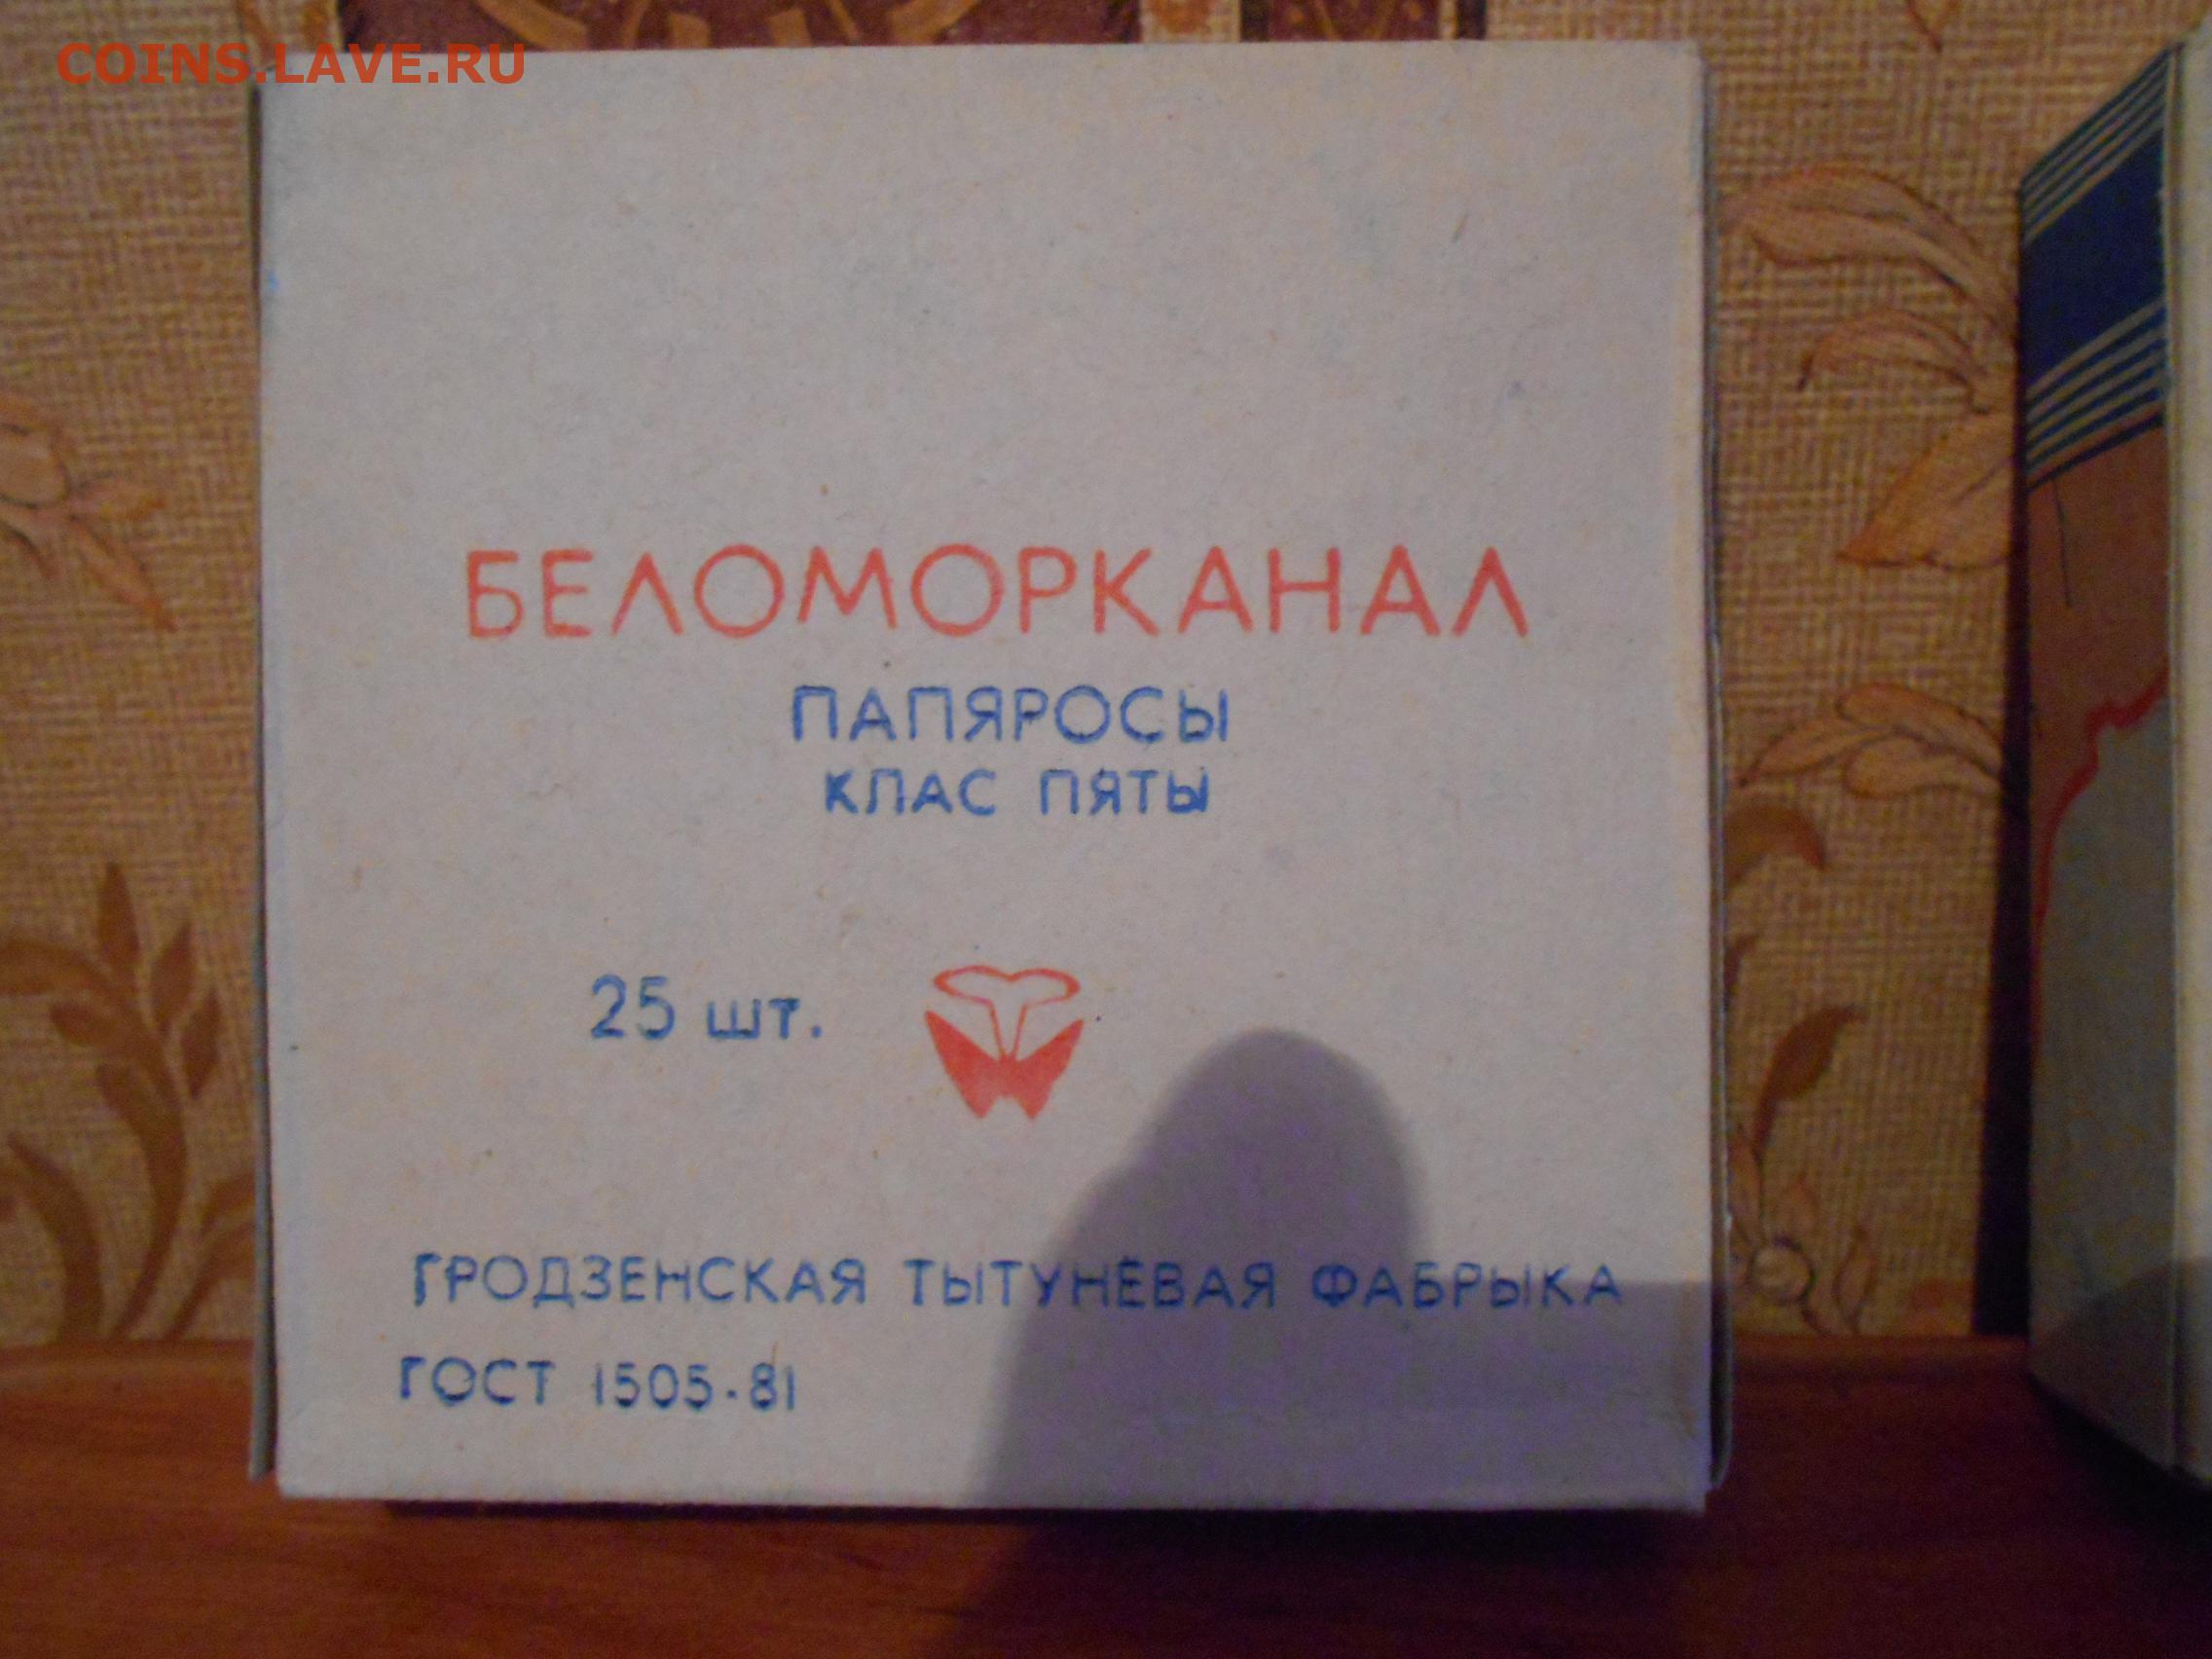 COINS.LAVE.RU
БЕЛОМОРКАНАЛ
ПАПЯРОСЫ
КЛАС ПЯТЫ
25 шт.
ГРОДЗЕНСКАЯ ТЫТУНЁВАЯ ФАБРЫКА
ГОСТ 1505-81